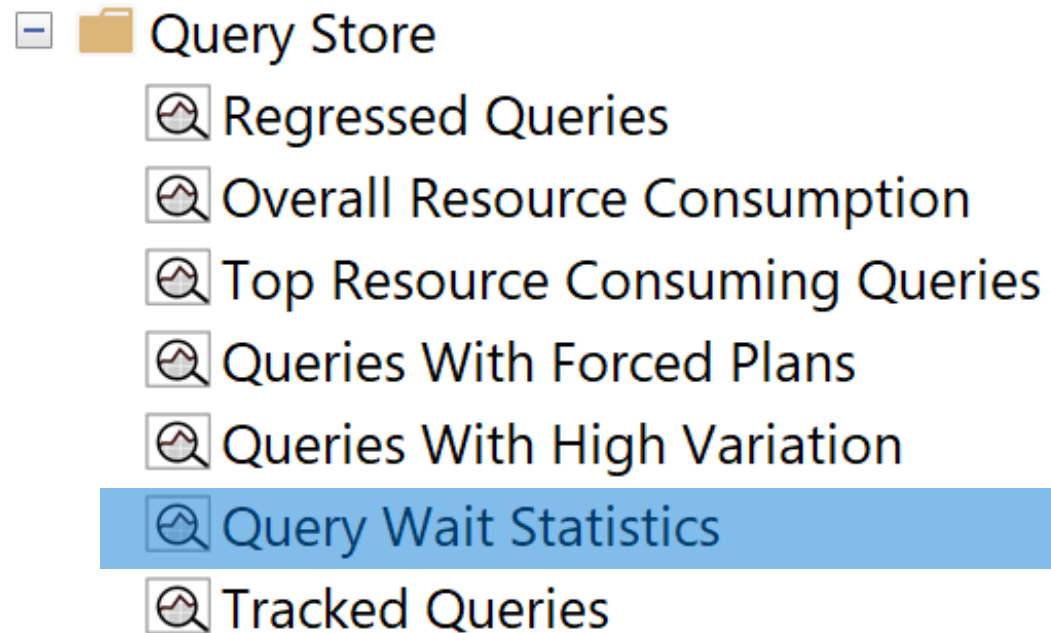 Query Store
Regressed Queries
Overall Resource Consumption
Top Resource Consuming Queries
Queries With Forced Plans
Queries With High Variation
Query Wait Statistics
Tracked Queries